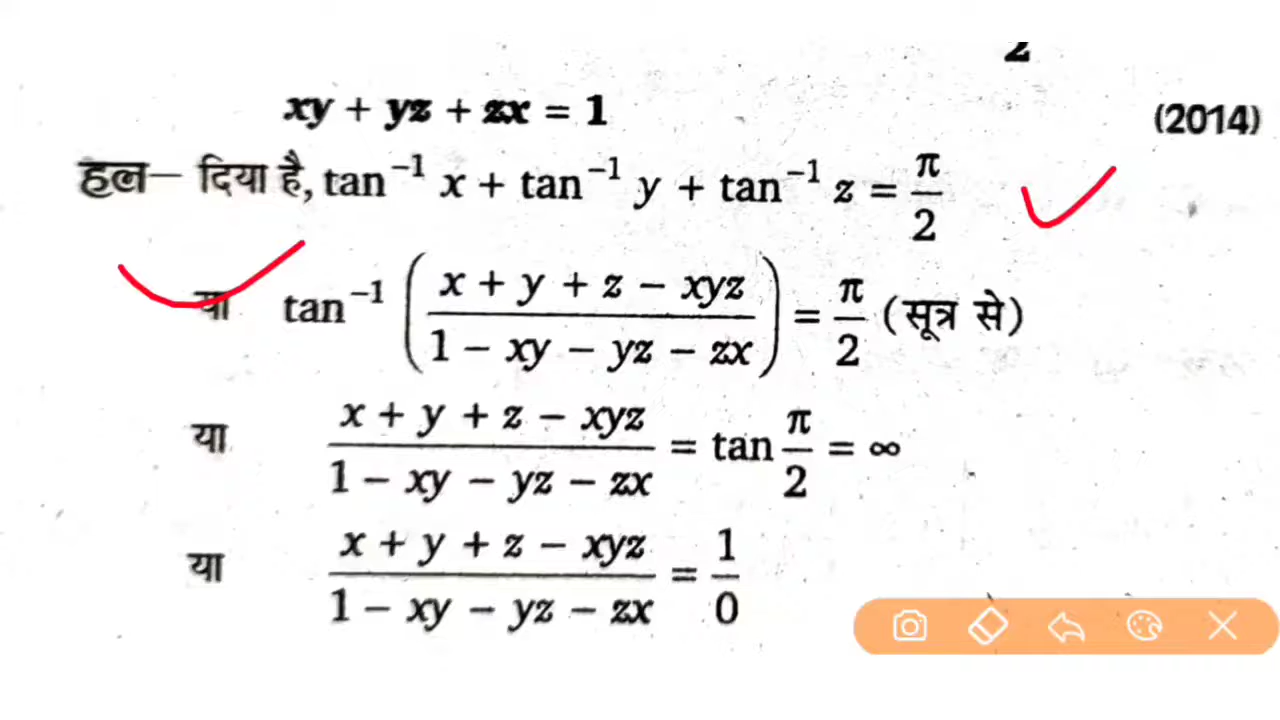 2
xy + yz + zx = 1 (2014)
हल— दिया है, tan⁻¹ x + tan⁻¹ y + tan⁻¹ z = π/2
या tan⁻¹ ((x + y + z − xyz)/(1 − xy − yz − zx)) = π/2 (सूत्र से)
या (x + y + z − xyz)/(1 − xy − yz − zx) = tan π/2 = ∞
या (x + y + z − xyz)/(1 − xy − yz − zx) = 1/0